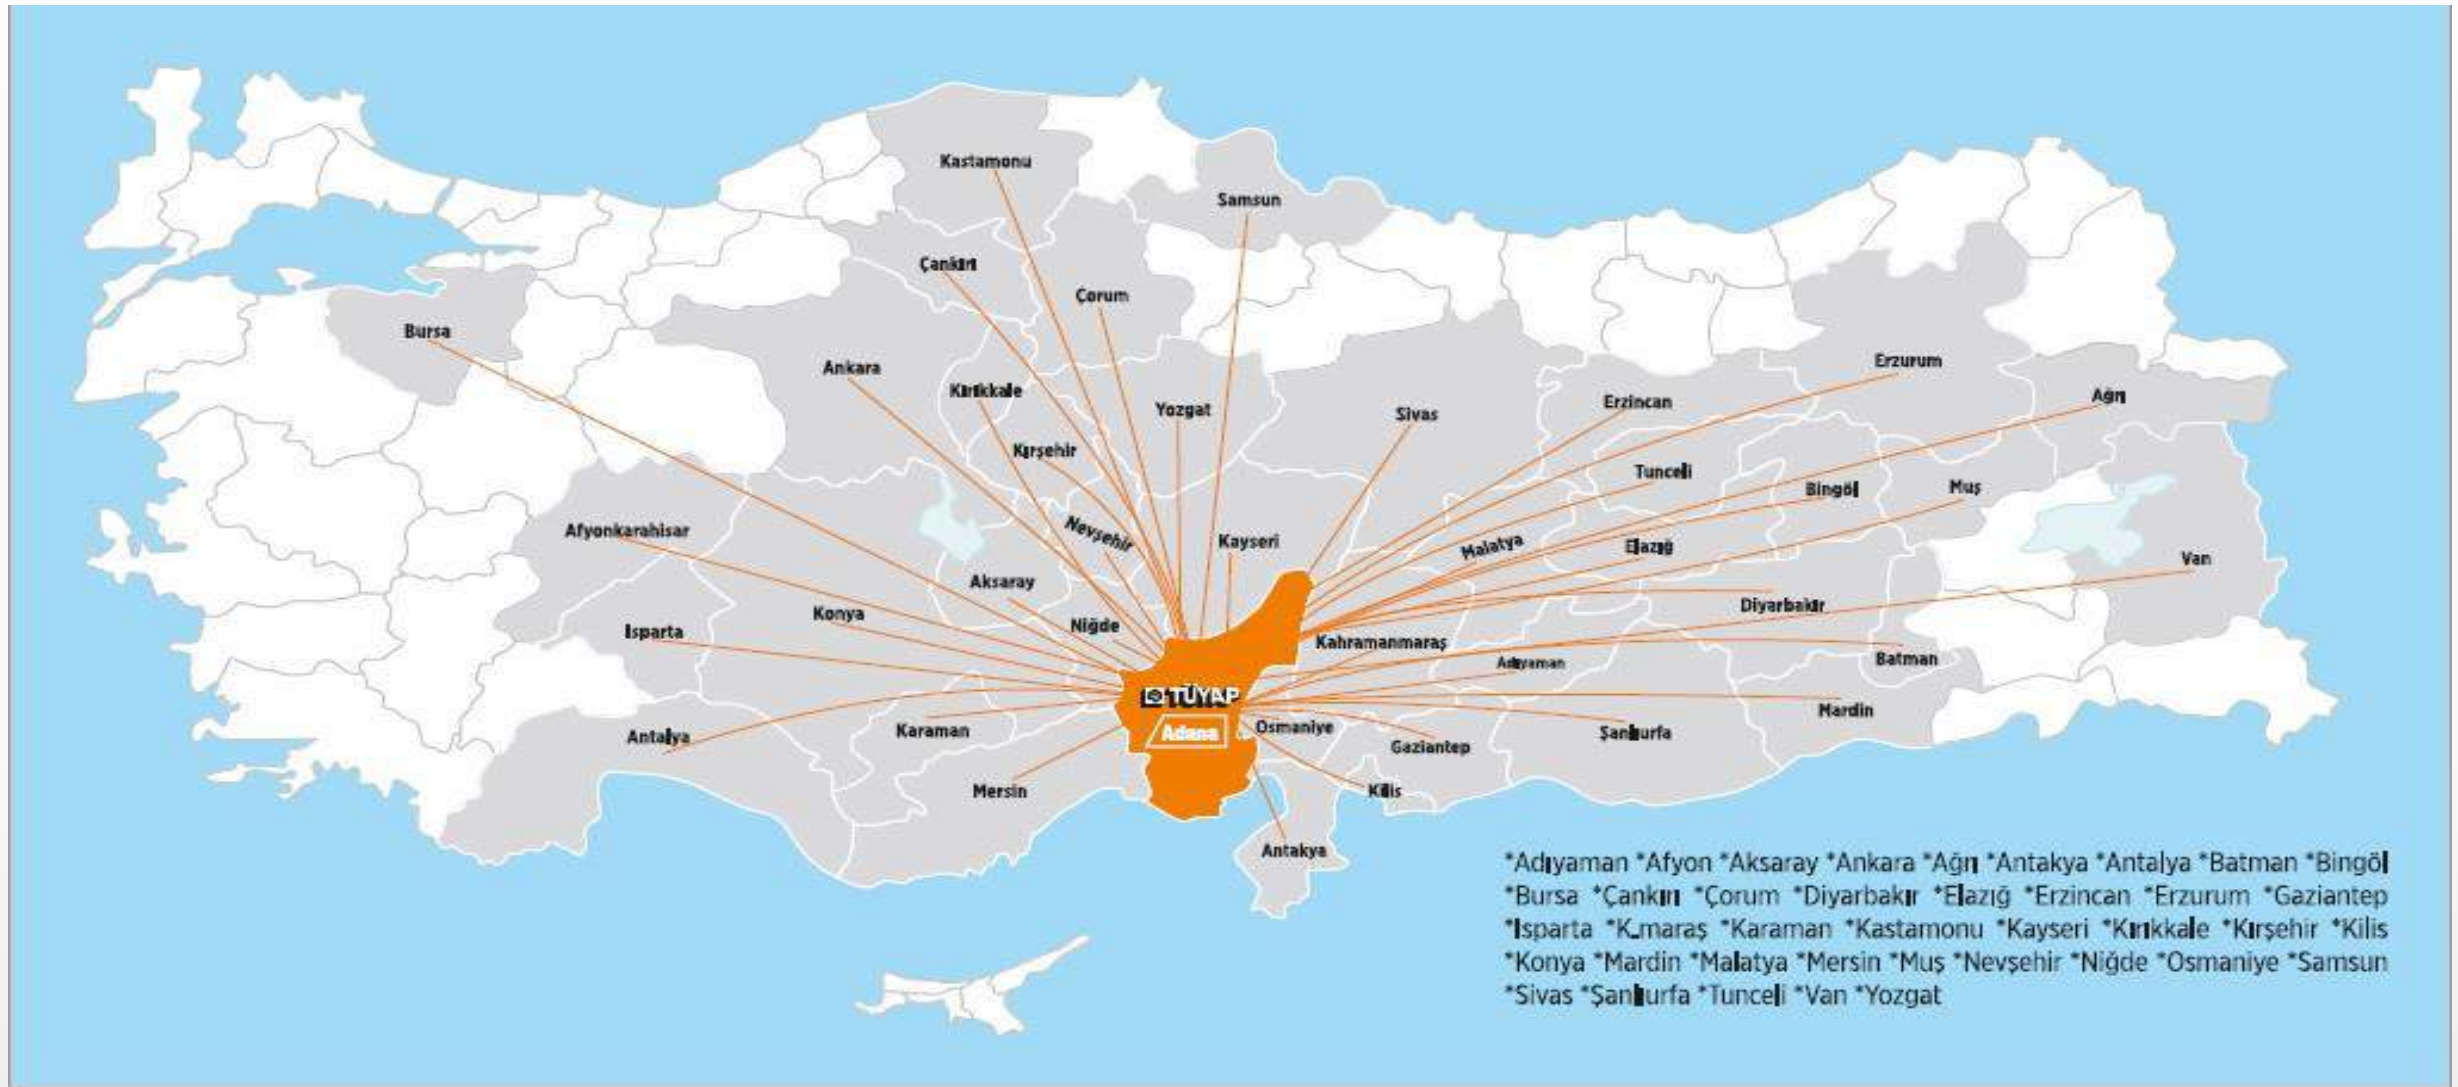 Kastamonu
Samsun
Çankırı
Çorum
Bursa
Ankara
Kırıkkale
Yozgat
Sivas
Erzincan
Erzurum
Ağrı
Kırşehir
Tunceli
Bingöl
Muş
Afyonkarahisar
Nevşehir
Kayseri
Malatya
Elazığ
Van
Aksaray
Konya
Niğde
Diyarbakır
Isparta
Kahramanmaraş
Adıyaman
Batman
TÜYAP
Adana
Antalya
Karaman
Osmaniye
Gaziantep
Şanlıurfa
Mardin
Mersin
Kilis
Antakya
*Adıyaman *Afyon *Aksaray *Ankara *Ağrı *Antakya *Antalya *Batman *Bingöl
*Bursa *Çankırı *Çorum *Diyarbakır *Elazığ *Erzincan *Erzurum *Gaziantep
*Isparta *K.maraş *Karaman *Kastamonu *Kayseri *Kırıkkale *Kırşehir *Kilis
*Konya *Mardin *Malatya *Mersin *Muş *Nevşehir *Niğde *Osmaniye *Samsun
*Sivas *Şanlıurfa *Tunceli *Van *Yozgat